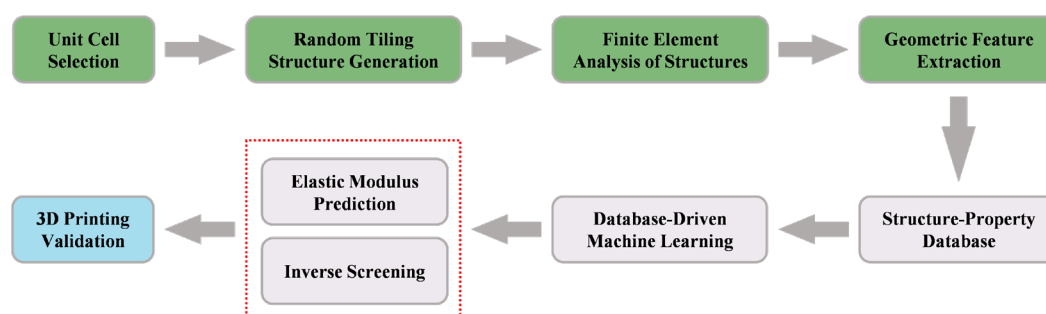 Unit Cell
Selection
Random Tiling
Structure Generation
Finite Element
Analysis of Structures
Geometric Feature
Extraction
Structure-Property
Database
Database-Driven
Machine Learning
Elastic Modulus
Prediction
Inverse Screening
3D Printing
Validation